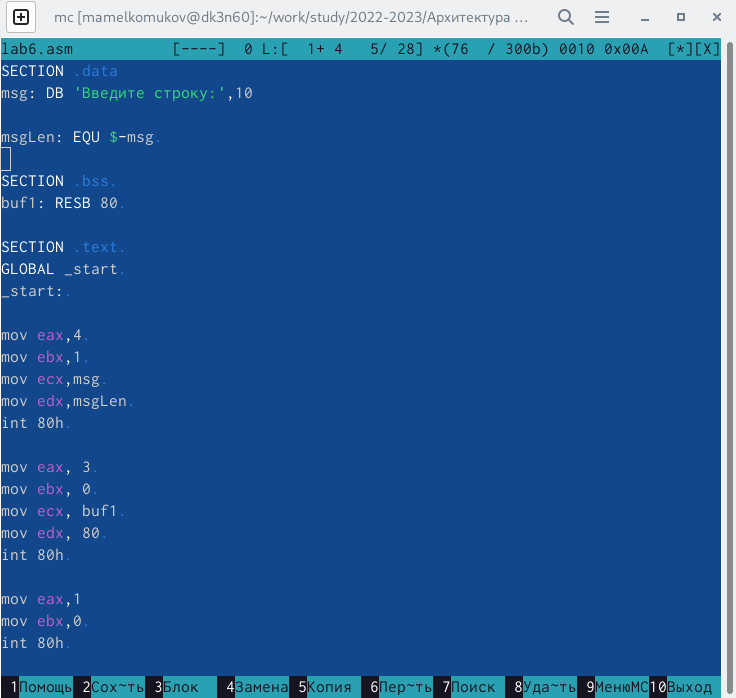 mc [mamelkomukov@dk3n60]:~/work/study/2022-2023/Архитектура ...
lab6.asm [----] 0 L:[ 1+ 4 5/ 28] *(76 / 300b) 0010 0x00A [*][X]
SECTION .data
msg: DB 'Введите строку:',10
msgLen: EQU $-msg.
SECTION .bss.
buf1: RESB 80.
SECTION .text.
GLOBAL _start.
_start:.
mov eax,4.
mov ebx,1.
mov ecx,msg.
mov edx,msgLen.
int 80h.
mov eax, 3.
mov ebx, 0.
mov ecx, buf1.
mov edx, 80.
int 80h.
mov eax,1
mov ebx,0.
int 80h.
1Помощь 2Сох~ть 3Блок 4Замена 5Копия 6Пер~ть 7Поиск 8Уда~ть 9МенюMC 10Выход